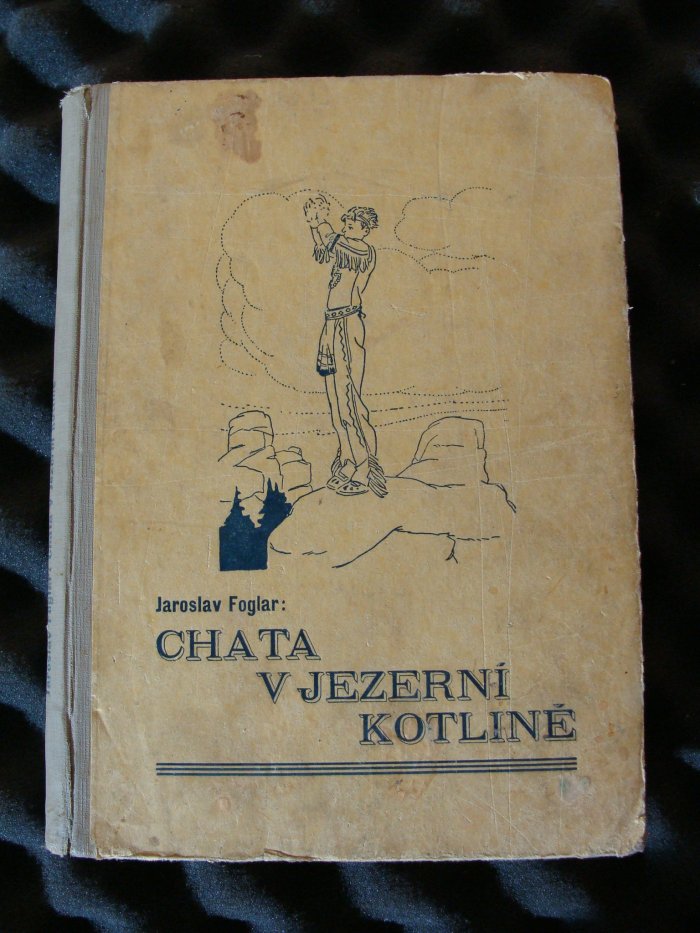 Jaroslav Foglar:
CHATA
V JEZERNÍ
KOTLINĚ